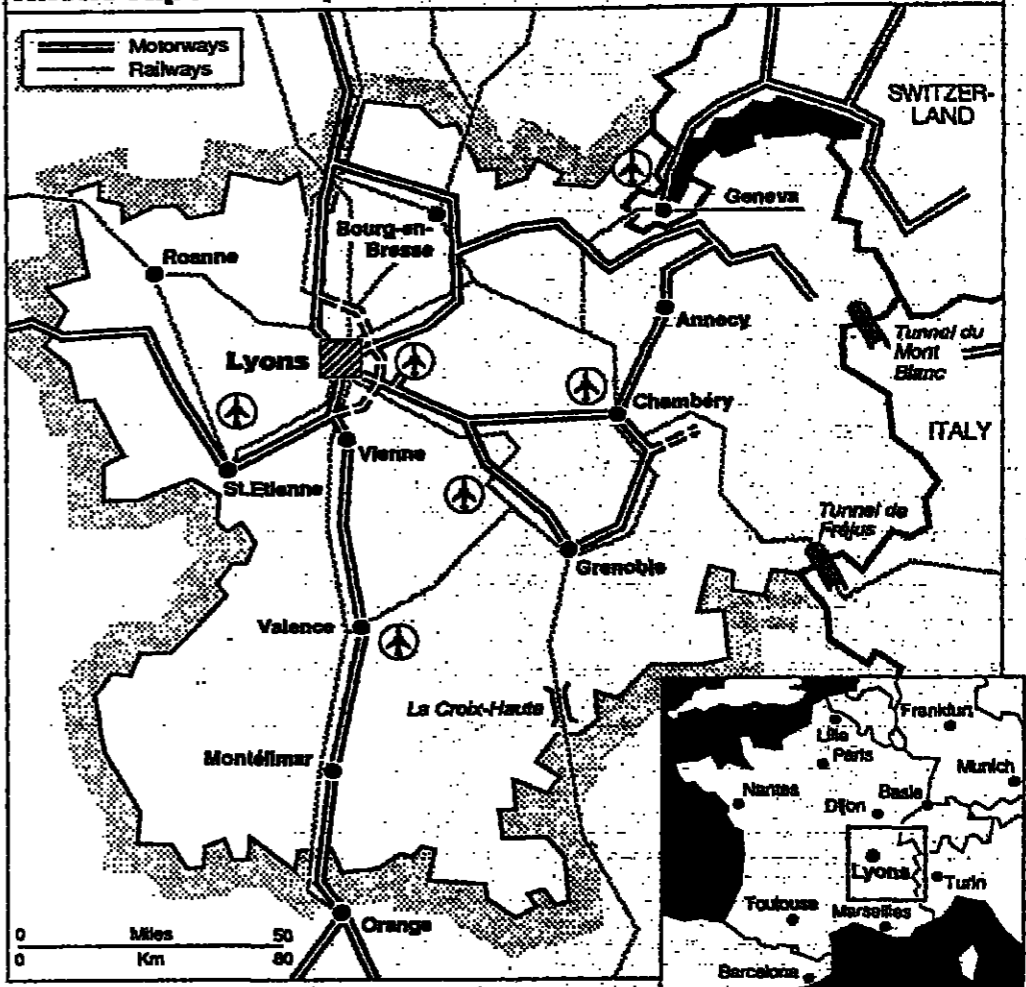 Motorways
Railways
SWITZER-
LAND
Geneva
Bourg-en-
Bresse
Roanne
Annecy
Tunnel du
Mont
Blanc
Lyons
Chambéry
ITALY
Vienne
St.Etienne
Tunnel de
Fréjus
Grenoble
Valence
La Croix-Haute
Montélimar
Orange
0 Miles 50
0 Km 80
Frankfurt
Lille
Paris
Munich
Nantes
Basle
Dijon
Lyons
Turin
Toulouse
Marseilles
Barcelona